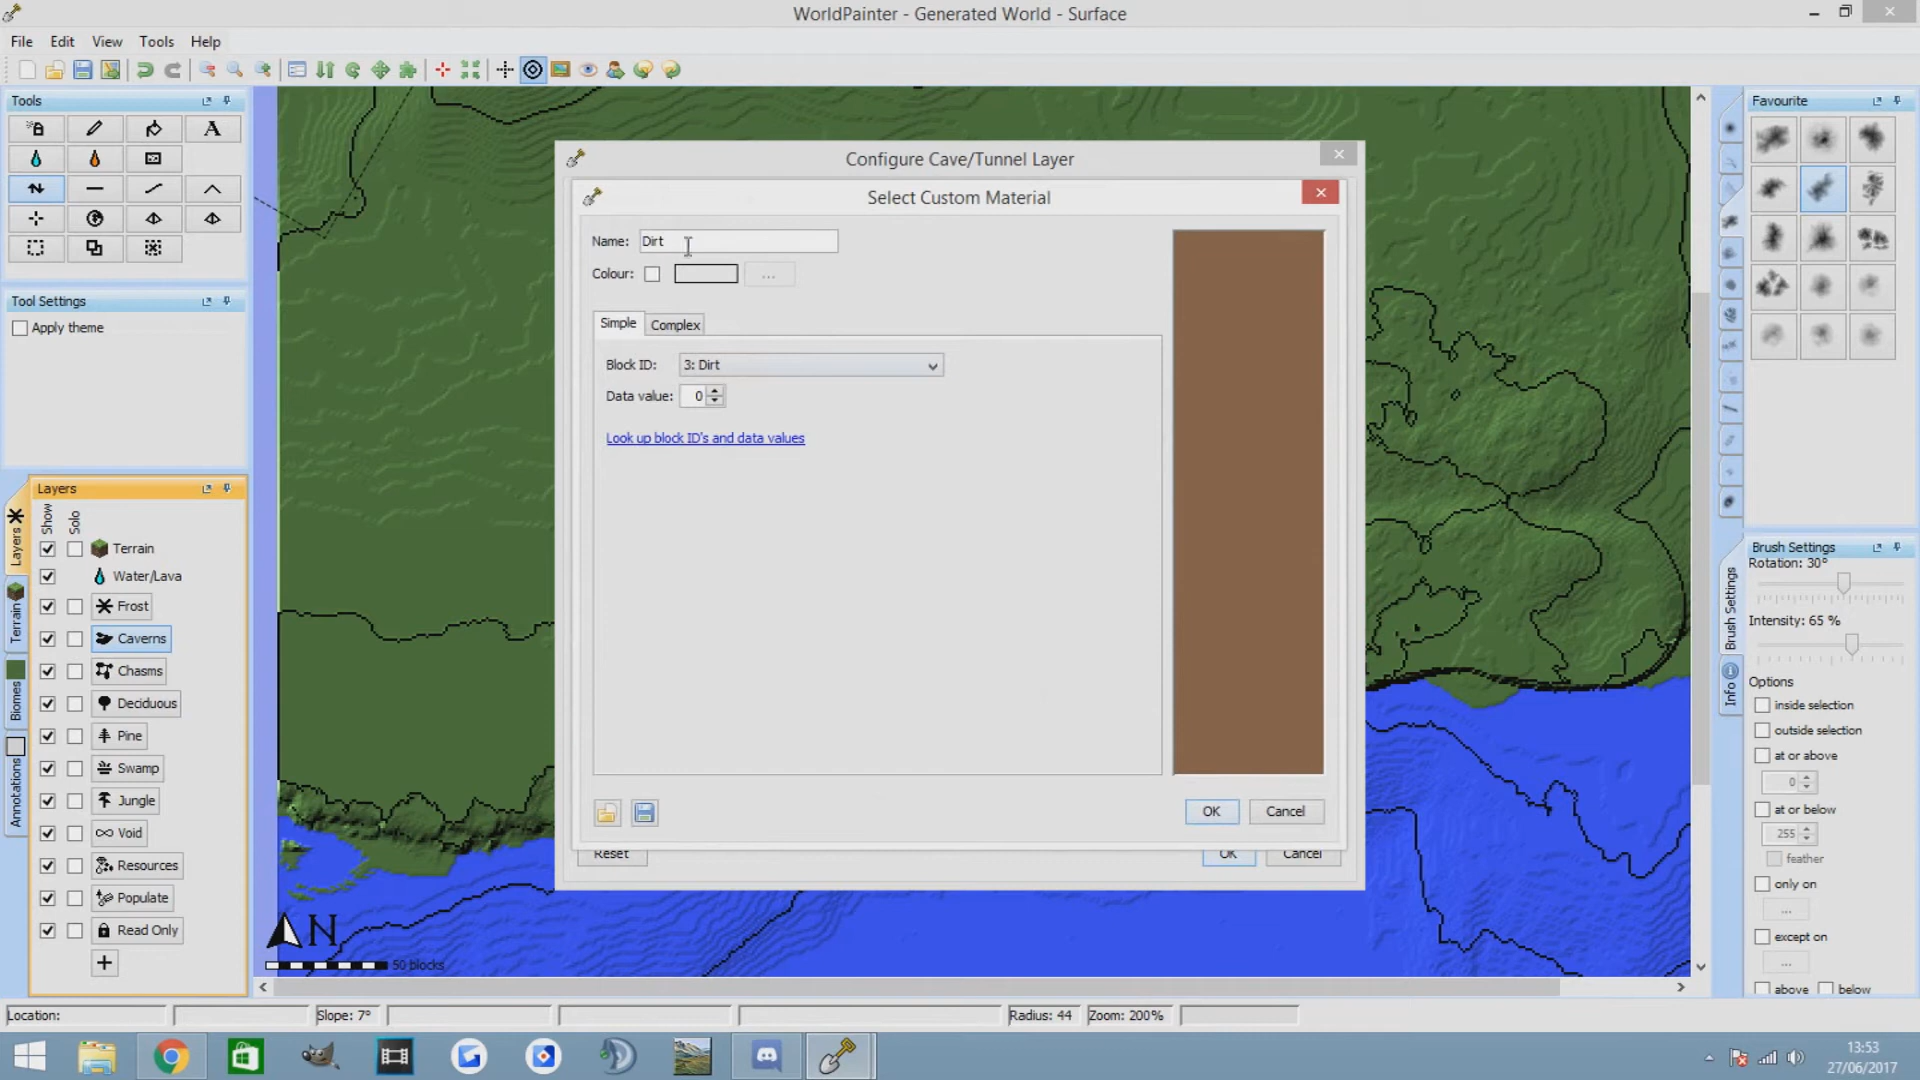 WorldPainter - Generated World - Surface
File Edit View Tools Help
Tools
A
Tool Settings
Apply theme
Layers
Show
Solo
Terrain
Water/Lava
Frost
Caverns
Chasms
Deciduous
Pine
Swamp
Jungle
Void
Resources
Populate
Read Only
+
Layers
Terrain
Biomes
Annotations
Configure Cave/Tunnel Layer
Select Custom Material
Name: Dirt
Colour: ...
Simple Complex
Block ID: 3: Dirt
Data value: 0
Look up block ID's and data values
OK Cancel
Reset OK Cancel
N
50 blocks
Favourite
Brush Settings
Rotation: 30°
Intensity: 65 %
Options
inside selection
outside selection
at or above
0
at or below
255
feather
only on
...
except on
...
above below
Brush Settings
Info
Location: Slope: 7° Radius: 44 Zoom: 200%
13:53
27/06/2017